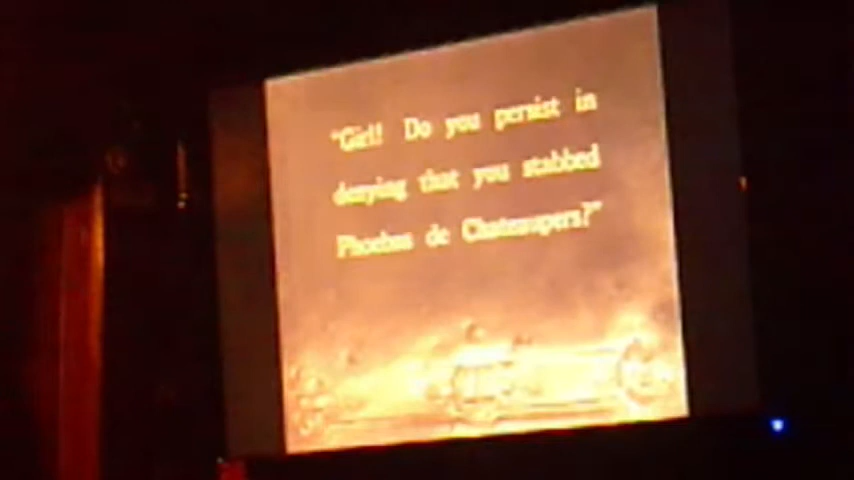 "Girl! Do you persist in
denying that you stabbed
Phoebus de Chateaupers?"